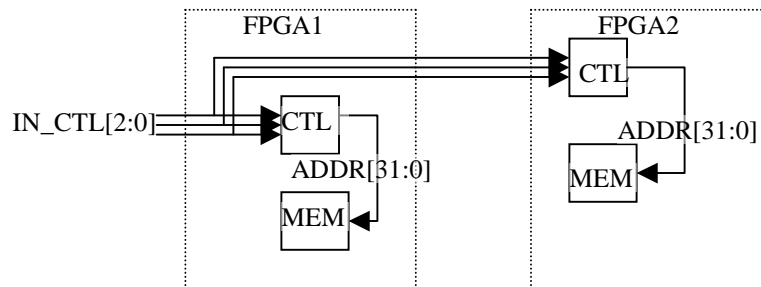 FPGA1
FPGA2
CTL
IN_CTL[2:0]
CTL
ADDR[31:0]
ADDR[31:0]
MEM
MEM